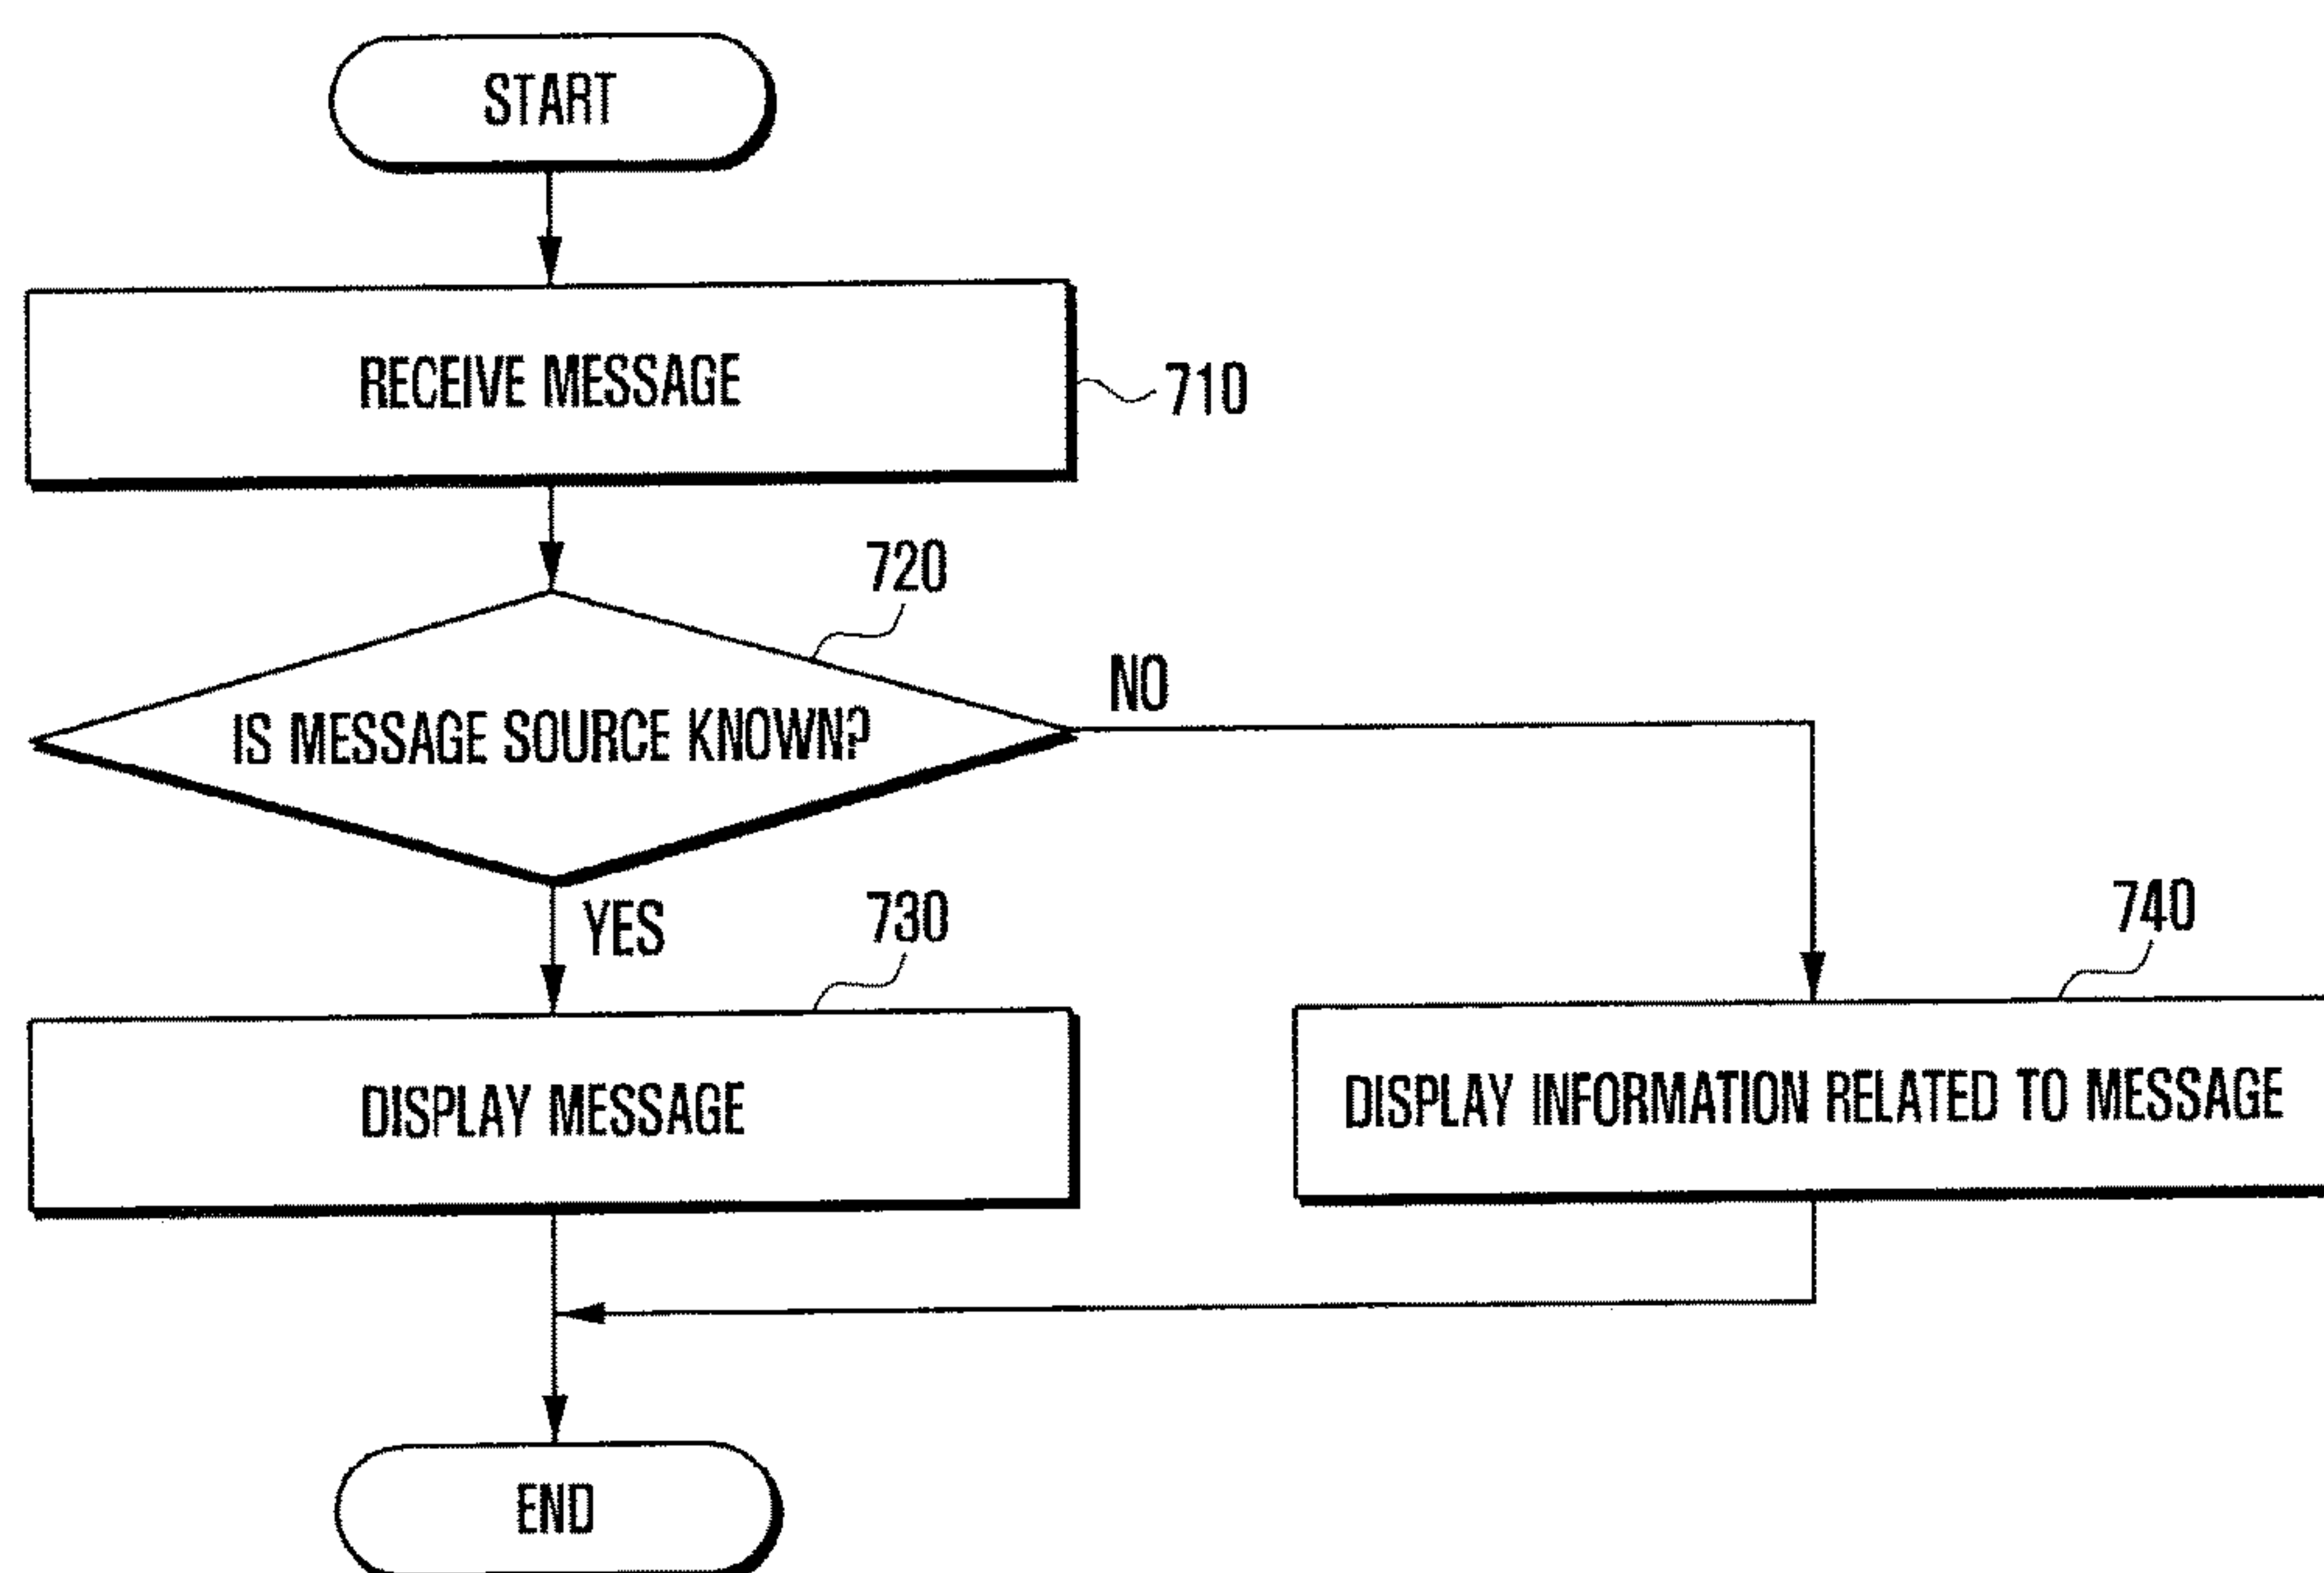 START
RECEIVE MESSAGE
710
720
IS MESSAGE SOURCE KNOWN?
NO
YES
730
740
DISPLAY MESSAGE
DISPLAY INFORMATION RELATED TO MESSAGE
END